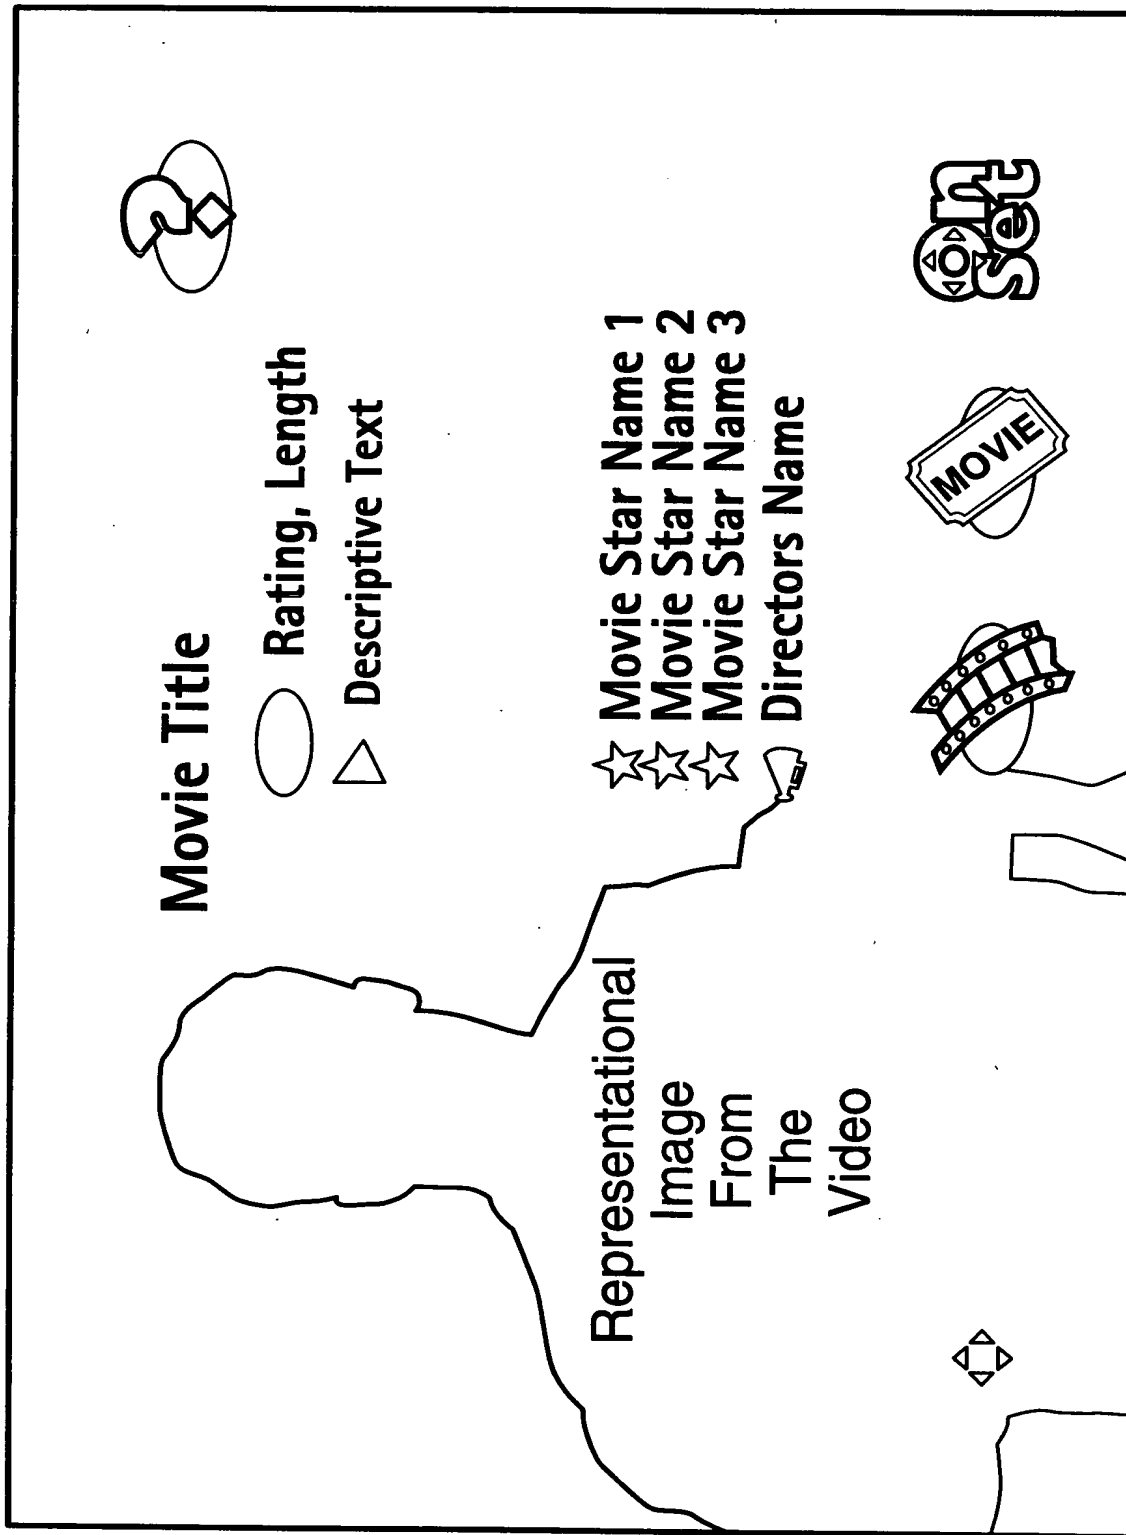 Movie Title
?
Rating, Length
Descriptive Text
Representational
Image
From
The
Video
Movie Star Name 1
Movie Star Name 2
Movie Star Name 3
Directors Name
MOVIE
On
set